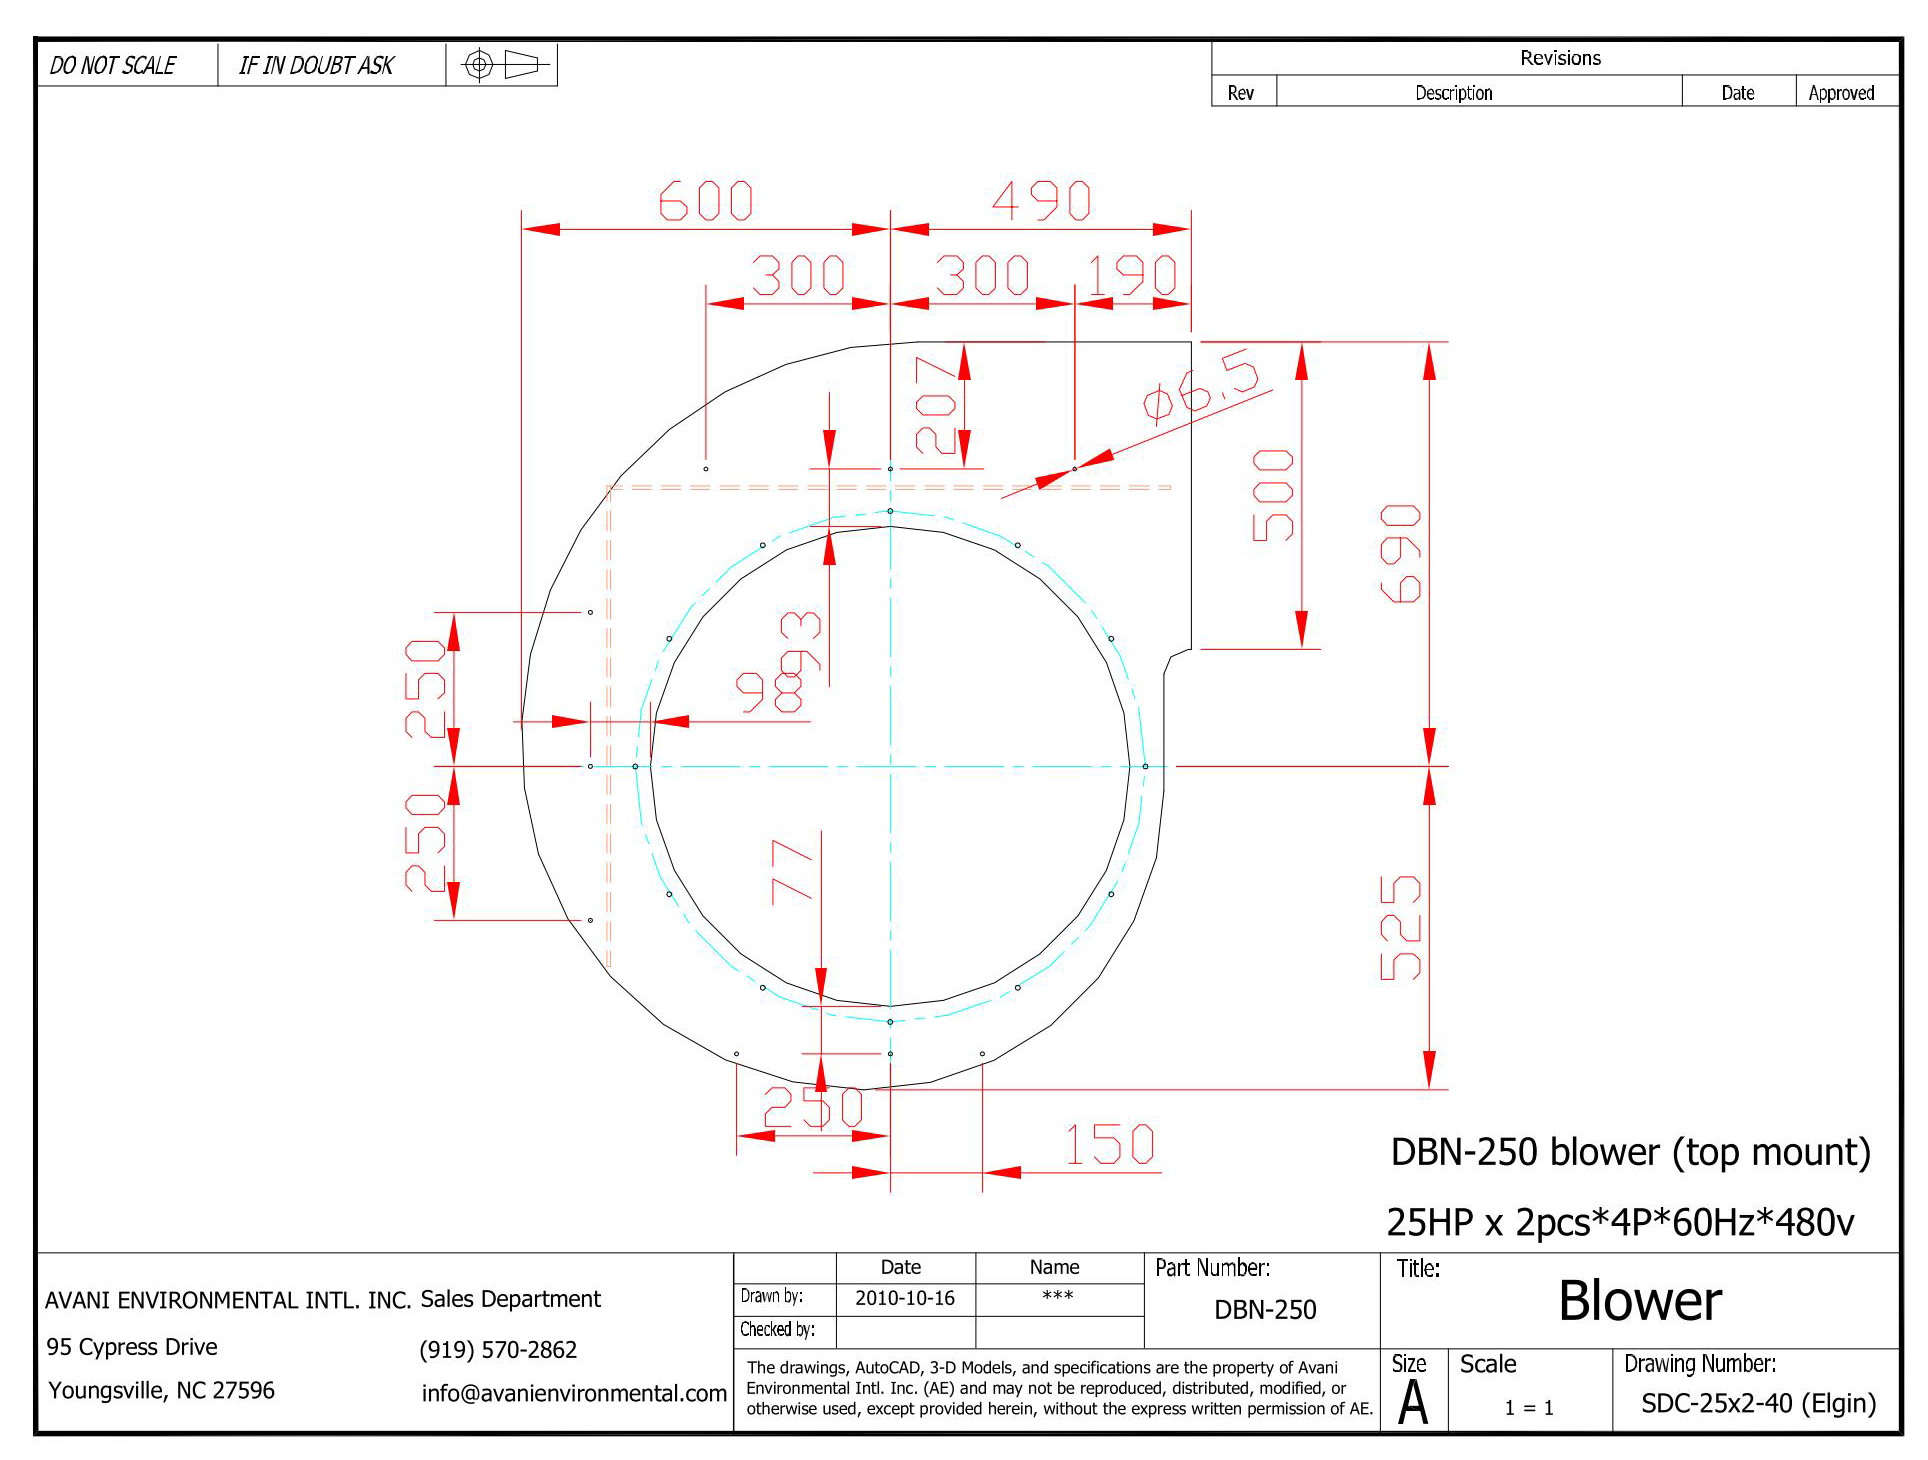 DO NOT SCALE
IF IN DOUBT ASK
Revisions
Rev Description Date Approved
600 490
300 300 190
207
Ø6.5
500
690
93
98
250
250
77
525
250
150
DBN-250 blower (top mount)
25HP x 2pcs*4P*60Hz*480v
AVANI ENVIRONMENTAL INTL. INC. Sales Department
95 Cypress Drive (919) 570-2862
Youngsville, NC 27596 info@avanienvironmental.com
Date Name
Drawn by: 2010-10-16 ***
Checked by:
Part Number:
DBN-250
Title:
Blower
The drawings, AutoCAD, 3-D Models, and specifications are the property of Avani
Environmental Intl. Inc. (AE) and may not be reproduced, distributed, modified, or
otherwise used, except provided herein, without the express written permission of AE.
Size
A
Scale
1 = 1
Drawing Number:
SDC-25x2-40 (Elgin)